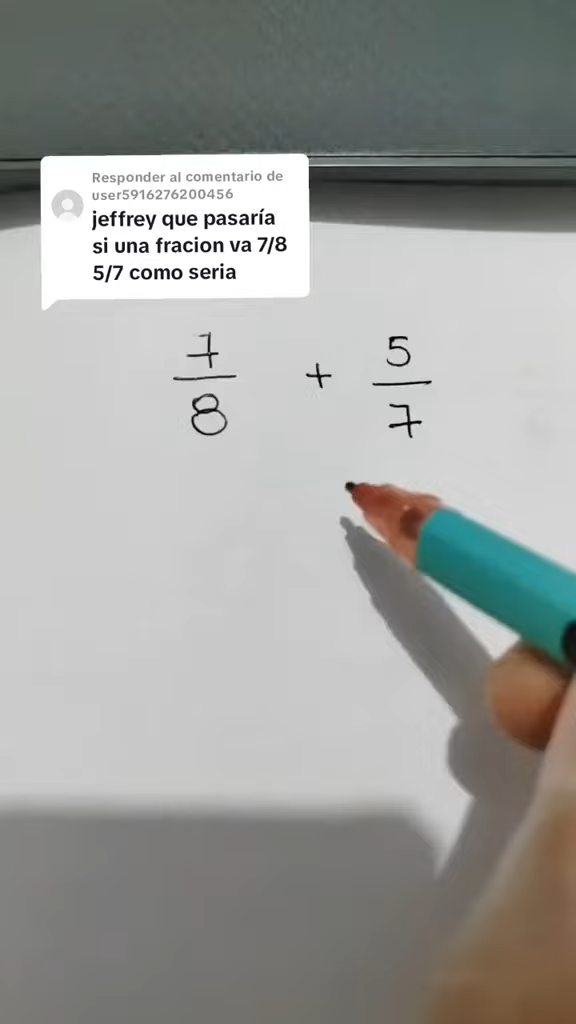 Responder al comentario de
user5916276200456
jeffrey que pasaría
si una fracion va 7/8
5/7 como seria
7/8 + 5/7